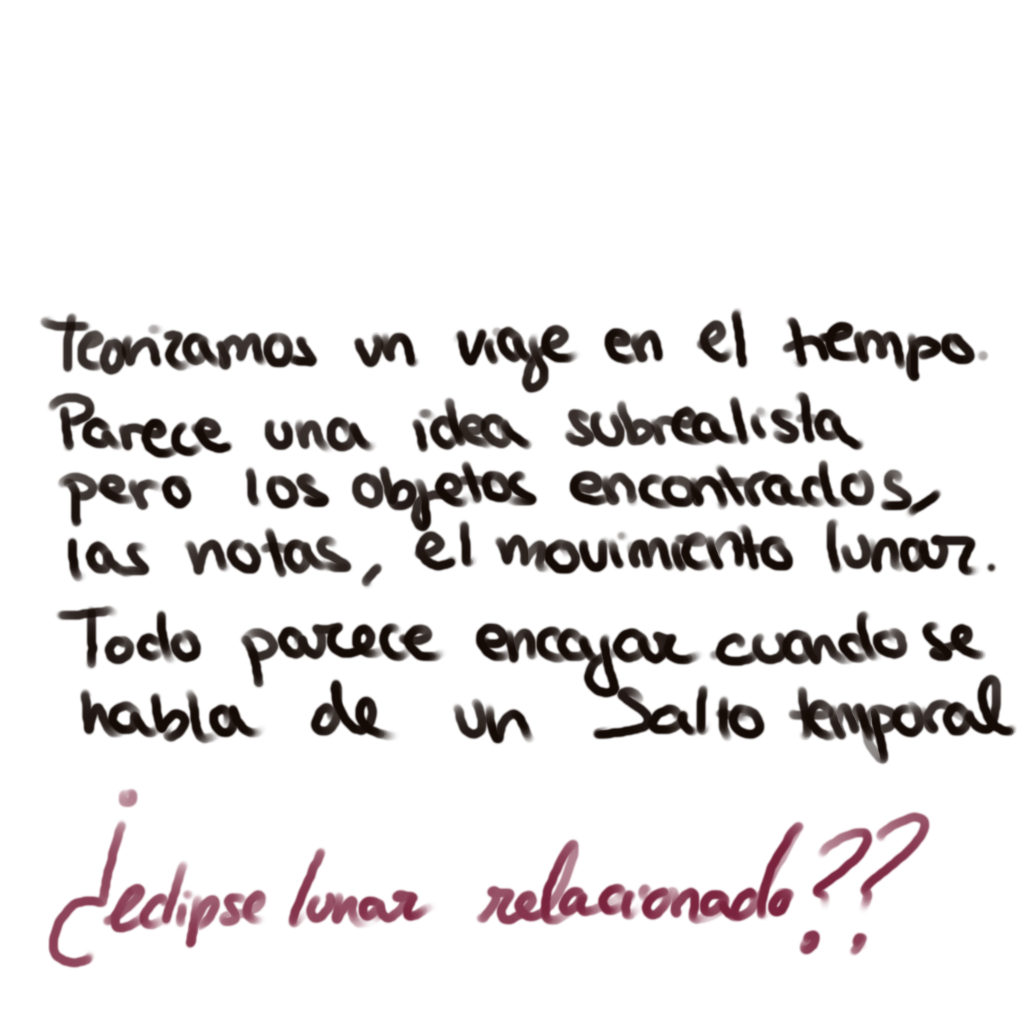 Teorizamos un viaje en el tiempo.
Parece una idea subrealista
pero los objetos encontrados,
las notas, el movimiento lunar.
Todo parece encajar cuando se
habla de un Salto temporal
¿eclipse lunar relacionado??